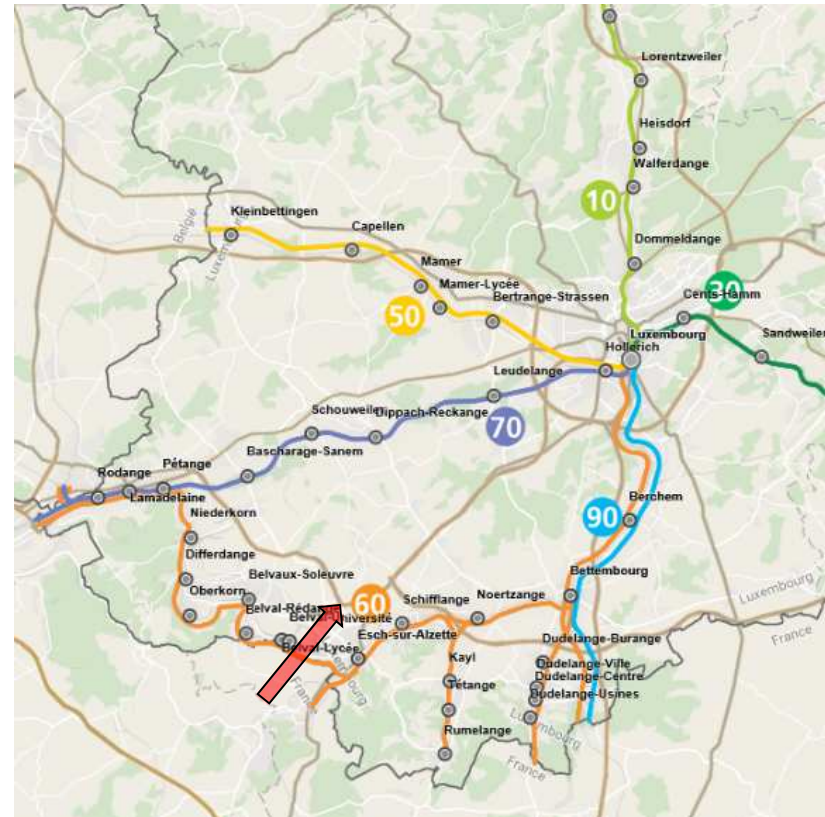 Lorentzweiler
Heisdorf
Walferdange
10
Kleinbettingen
België
Luxembourg
Capellen
Dommeldange
Mamer
Mamer-Lycée
30
Cents-Hamm
Bertrange-Strassen
50
Luxembourg
Sandweiler
Hollerich
Leudelange
Schouweiler
Dippach-Reckange
70
Bascharage-Sanem
Pétange
Rodange
Lamadelaine
Berchem
Niederkorn
90
Differdange
Belvaux-Soleuvre
Bettembourg
Oberkorn
60
Schifflange
Noertzange
Luxembourg
France
Belval-Rédange
Belval-Université
Esch-sur-Alzette
Dudelange-Burange
Belval-Lycée
Kayl
Dudelange-Ville
Dudelange-Centre
Tétange
Dudelange-Usines
France
Luxembourg
Rumelange
France